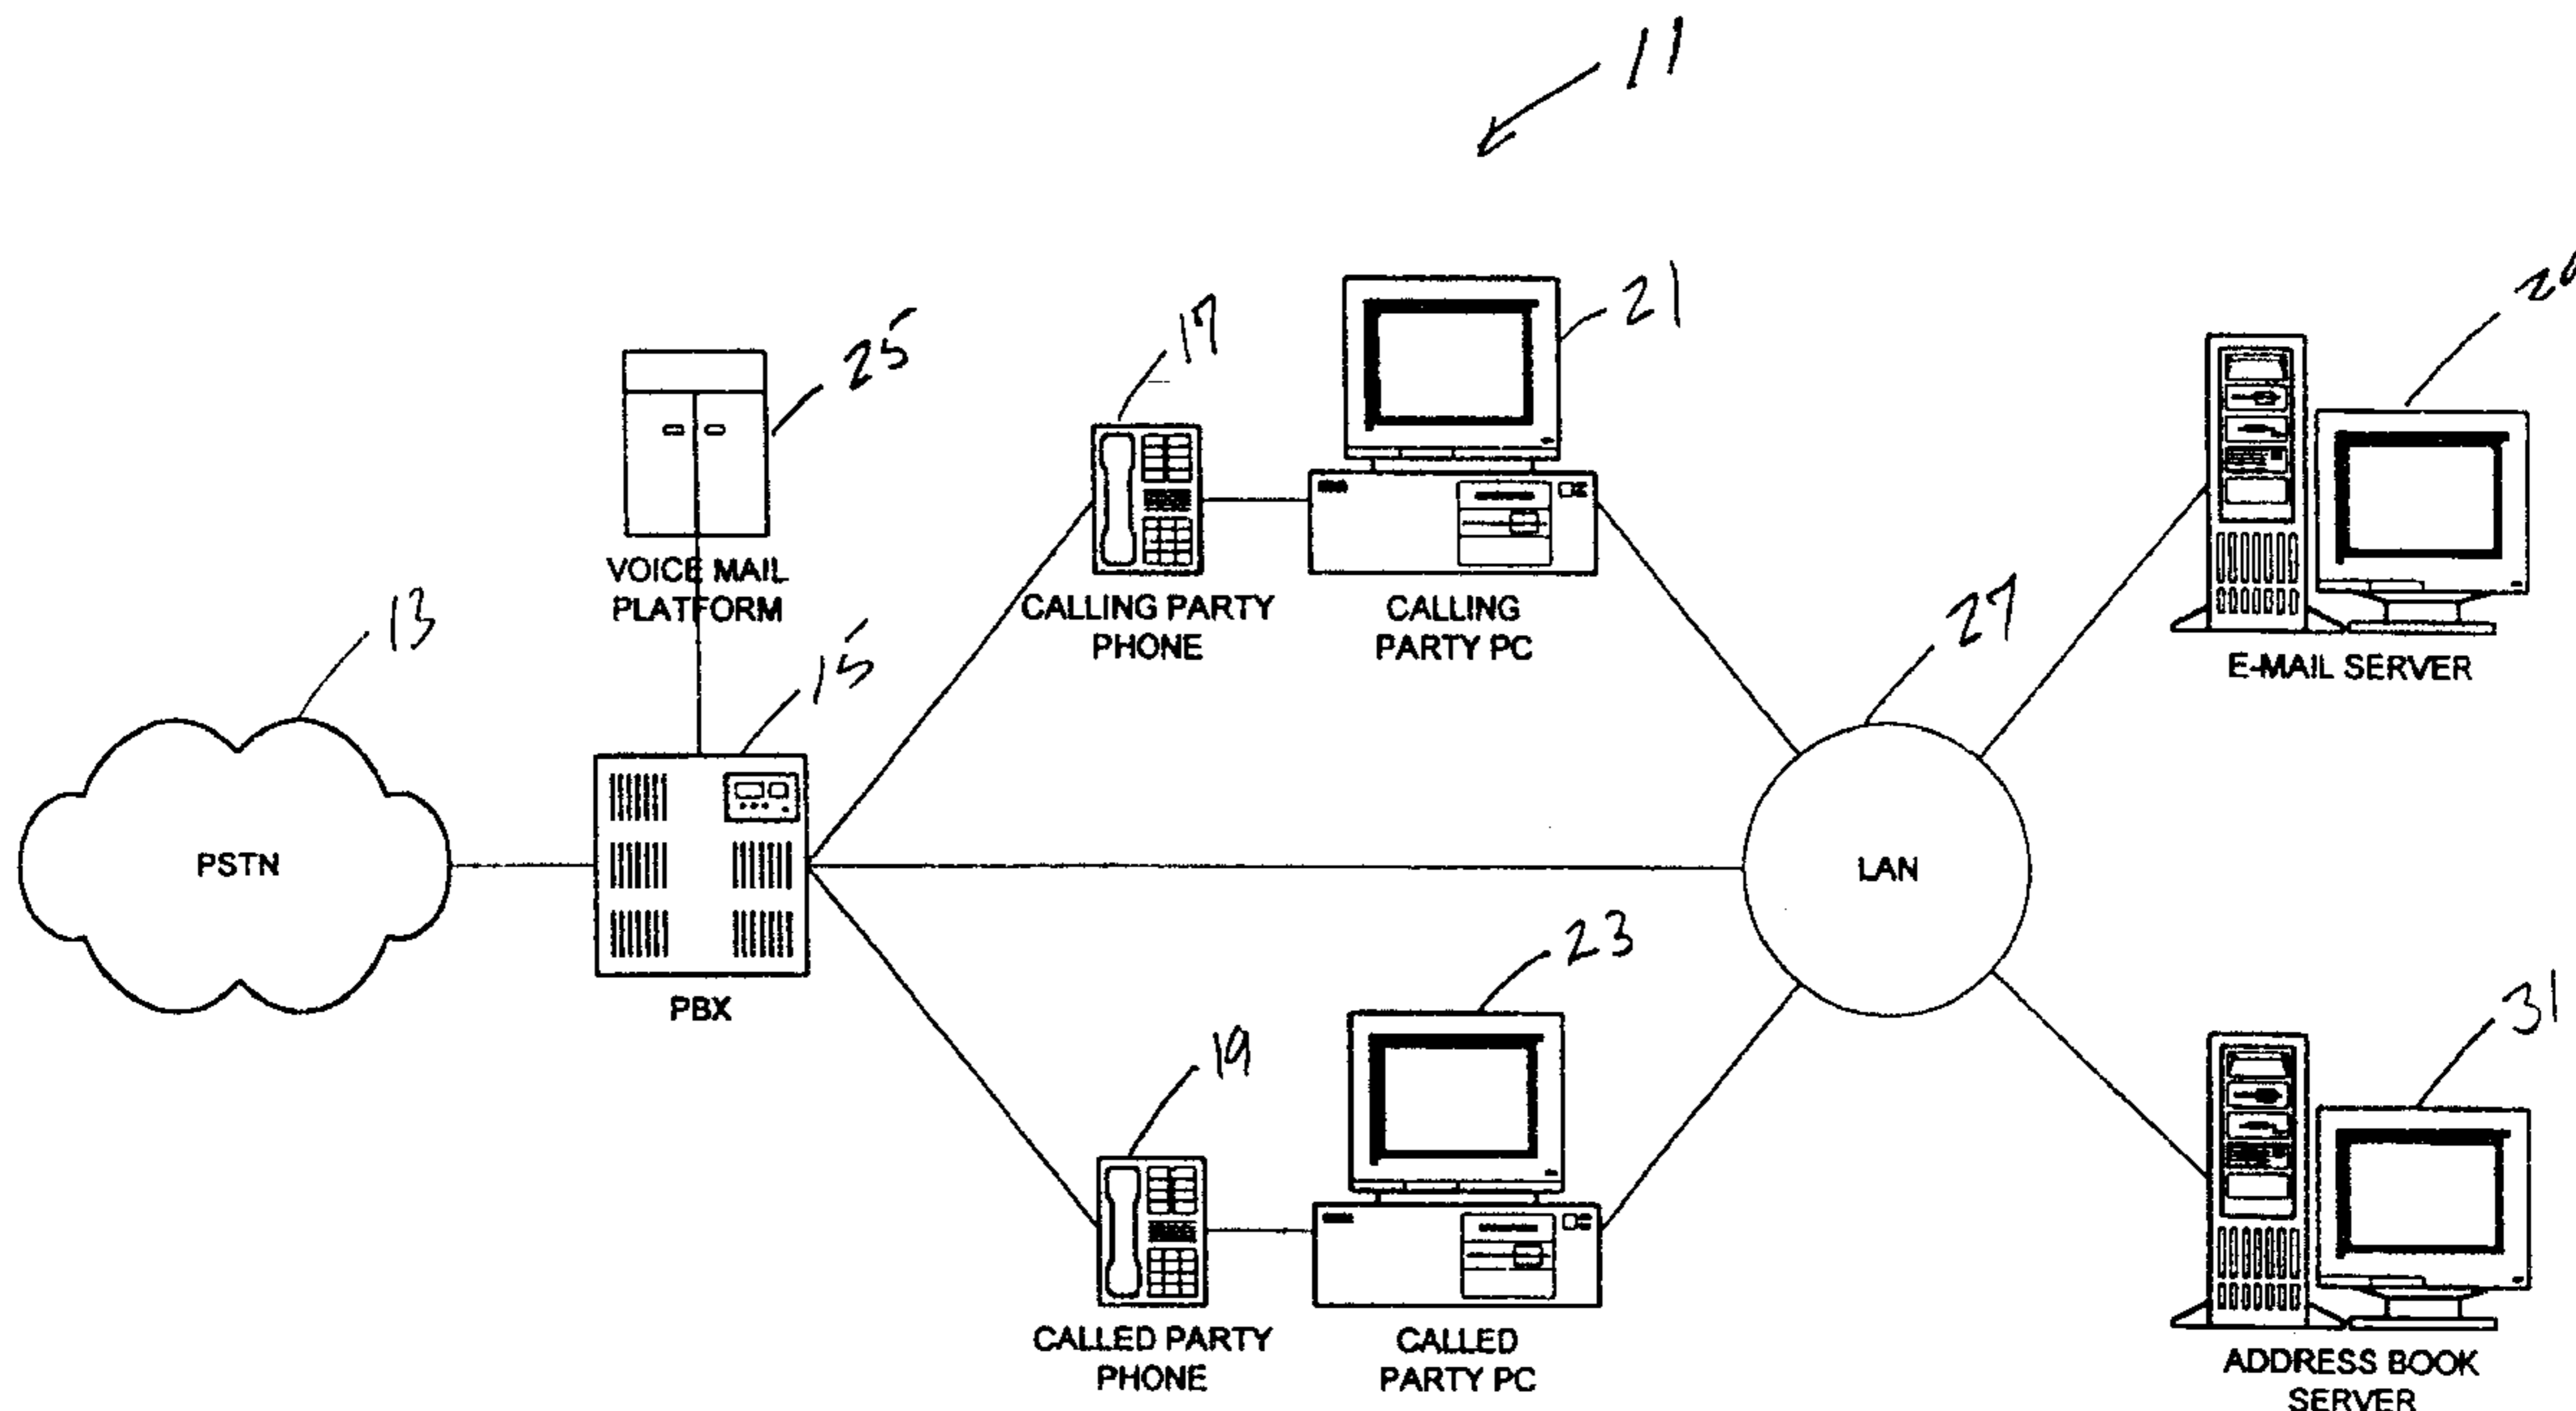 11
21
17
25
VOICE MAIL
PLATFORM
CALLING PARTY
PHONE
CALLING
PARTY PC
E-MAIL SERVER
13
15
27
PSTN
PBX
LAN
23
19
31
CALLED PARTY
PHONE
CALLED
PARTY PC
ADDRESS BOOK
SERVER